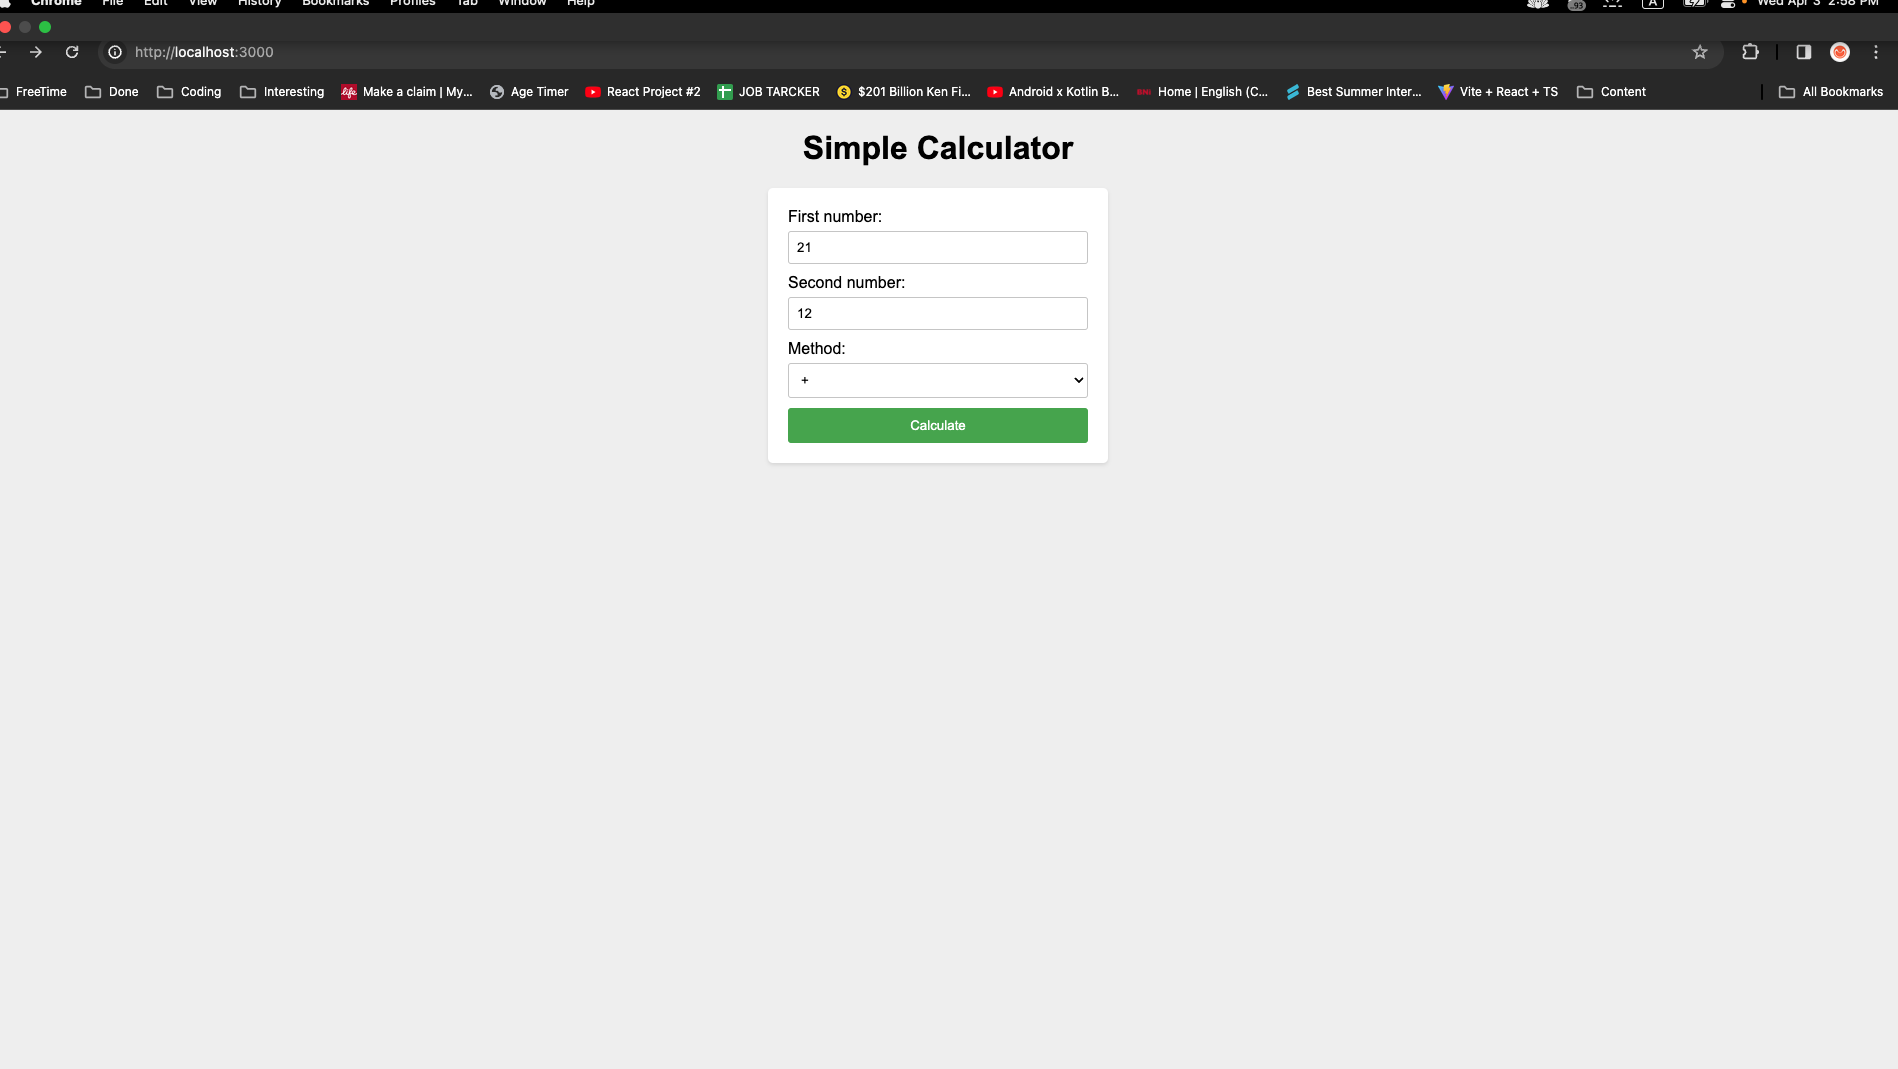 Chrome File Edit View History Bookmarks Profiles Tab Window Help 93 A Wed Apr 3 2:58 PM
http://localhost:3000
FreeTime Done Coding Interesting life Make a claim | My... Age Timer React Project #2 JOB TARCKER $ $201 Billion Ken Fi... Android x Kotlin B... Home | English (C... Best Summer Inter... Vite + React + TS Content All Bookmarks
Simple Calculator
First number:
21
Second number:
12
Method:
+
Calculate